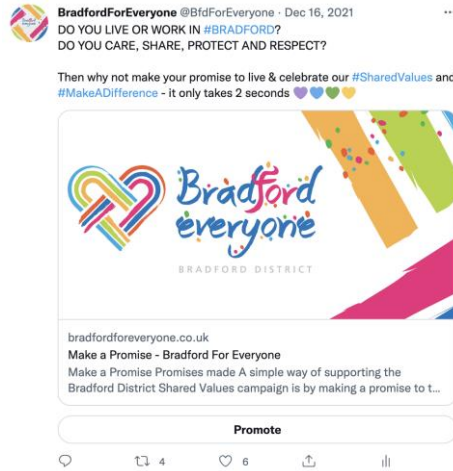 BradfordForEveryone @BfdForEveryone · Dec 16, 2021
DO YOU LIVE OR WORK IN #BRADFORD?
DO YOU CARE, SHARE, PROTECT AND RESPECT?
Then why not make your promise to live & celebrate our #SharedValues and
#MakeADifference - it only takes 2 seconds 💜💙💚💛
Bradford
everyone
BRADFORD DISTRICT
bradfordforeveryone.co.uk
Make a Promise - Bradford For Everyone
Make a Promise Promises made A simple way of supporting the
Bradford District Shared Values campaign is by making a promise to t...
Promote
4 6